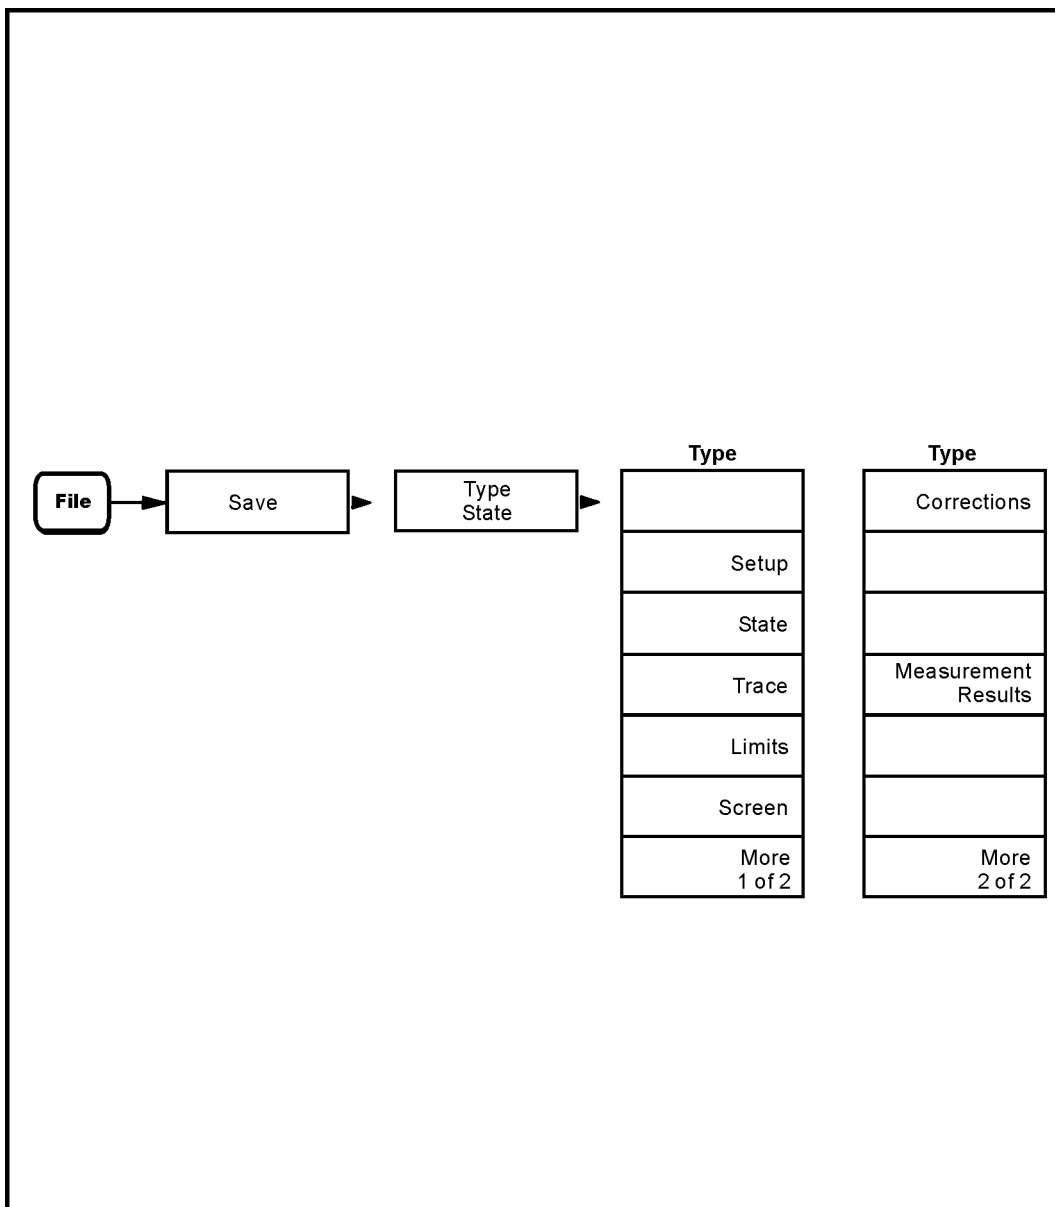 Type
Type
File
Save
Type
State
Setup
State
Trace
Limits
Screen
More
1 of 2
Corrections
Measurement
Results
More
2 of 2